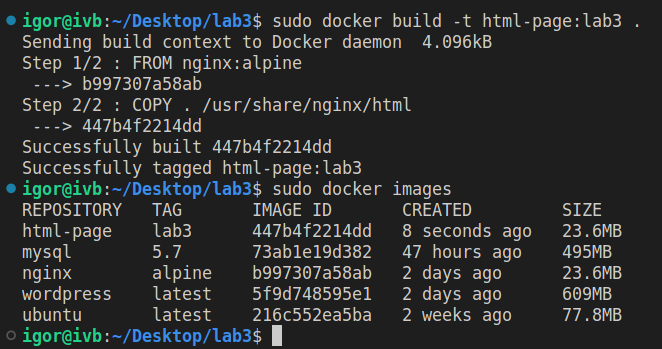 igor@ivb:~/Desktop/lab3$ sudo docker build -t html-page:lab3 .
Sending build context to Docker daemon  4.096kB
Step 1/2 : FROM nginx:alpine
 ---> b997307a58ab
Step 2/2 : COPY . /usr/share/nginx/html
 ---> 447b4f2214dd
Successfully built 447b4f2214dd
Successfully tagged html-page:lab3
igor@ivb:~/Desktop/lab3$ sudo docker images
REPOSITORY   TAG       IMAGE ID       CREATED         SIZE
html-page    lab3      447b4f2214dd   8 seconds ago   23.6MB
mysql        5.7       73ab1e19d382   47 hours ago    495MB
nginx        alpine    b997307a58ab   2 days ago      23.6MB
wordpress    latest    5f9d748595e1   2 days ago      609MB
ubuntu       latest    216c552ea5ba   2 weeks ago     77.8MB
igor@ivb:~/Desktop/lab3$